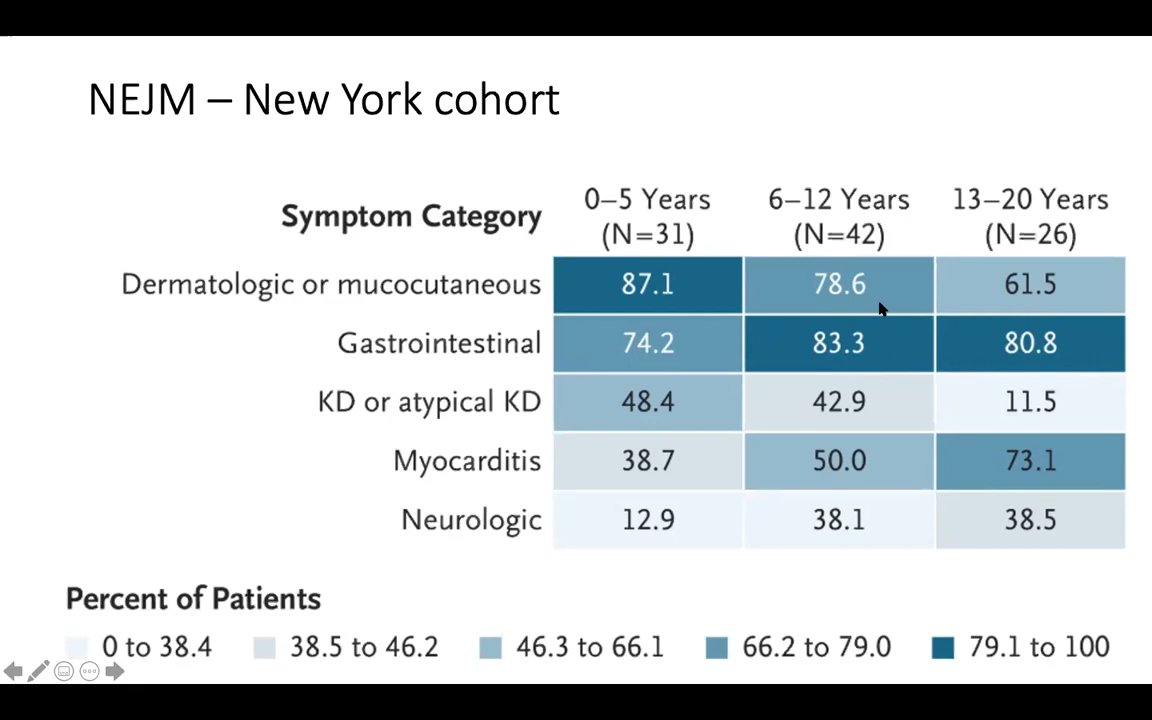 NEJM – New York cohort
Symptom Category
0–5 Years
(N=31)
6–12 Years
(N=42)
13–20 Years
(N=26)
Dermatologic or mucocutaneous 87.1 78.6 61.5
Gastrointestinal 74.2 83.3 80.8
KD or atypical KD 48.4 42.9 11.5
Myocarditis 38.7 50.0 73.1
Neurologic 12.9 38.1 38.5
Percent of Patients
0 to 38.4 38.5 to 46.2 46.3 to 66.1 66.2 to 79.0 79.1 to 100